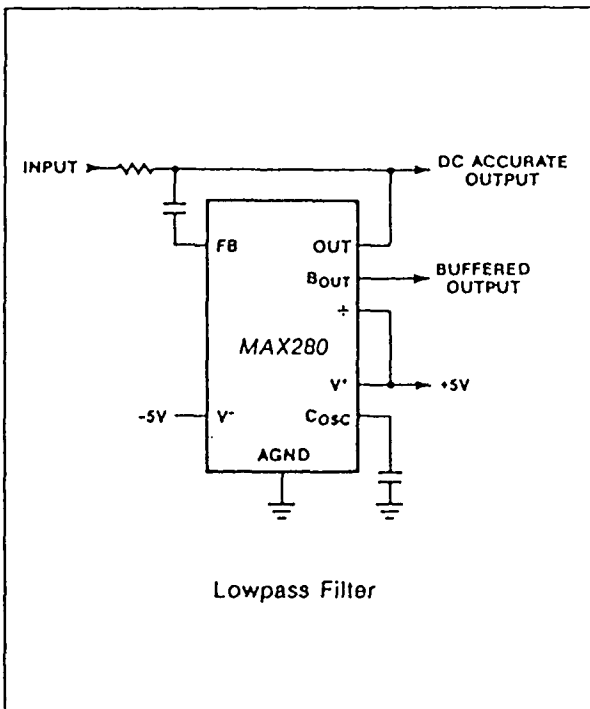 INPUT
DC ACCURATE
OUTPUT
FB
OUT
BOUT
BUFFERED
OUTPUT
÷
MAX280
V+
+5V
-5V
V-
COSC
AGND
Lowpass Filter